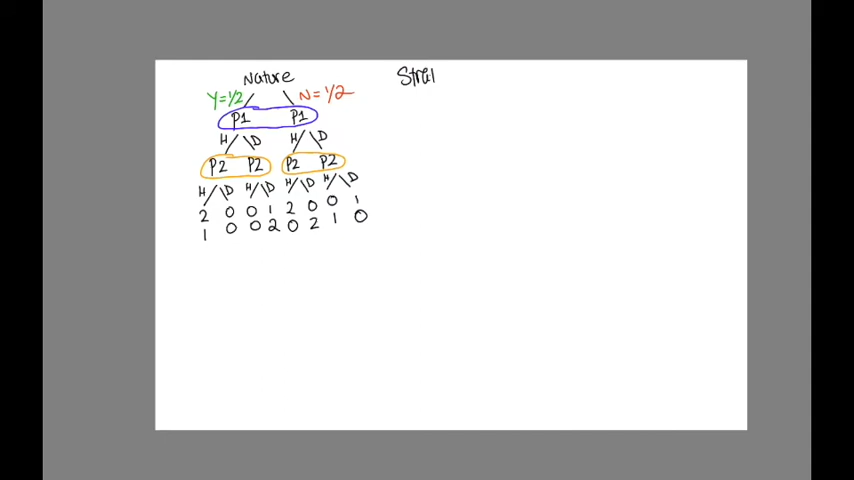 Nature
Y=1/2 N=1/2
P1 P1
H D H D
P2 P2 P2 P2
H D H D H D H D
2 0 0 1 2 0 0 1
1 0 0 2 0 2 1 0